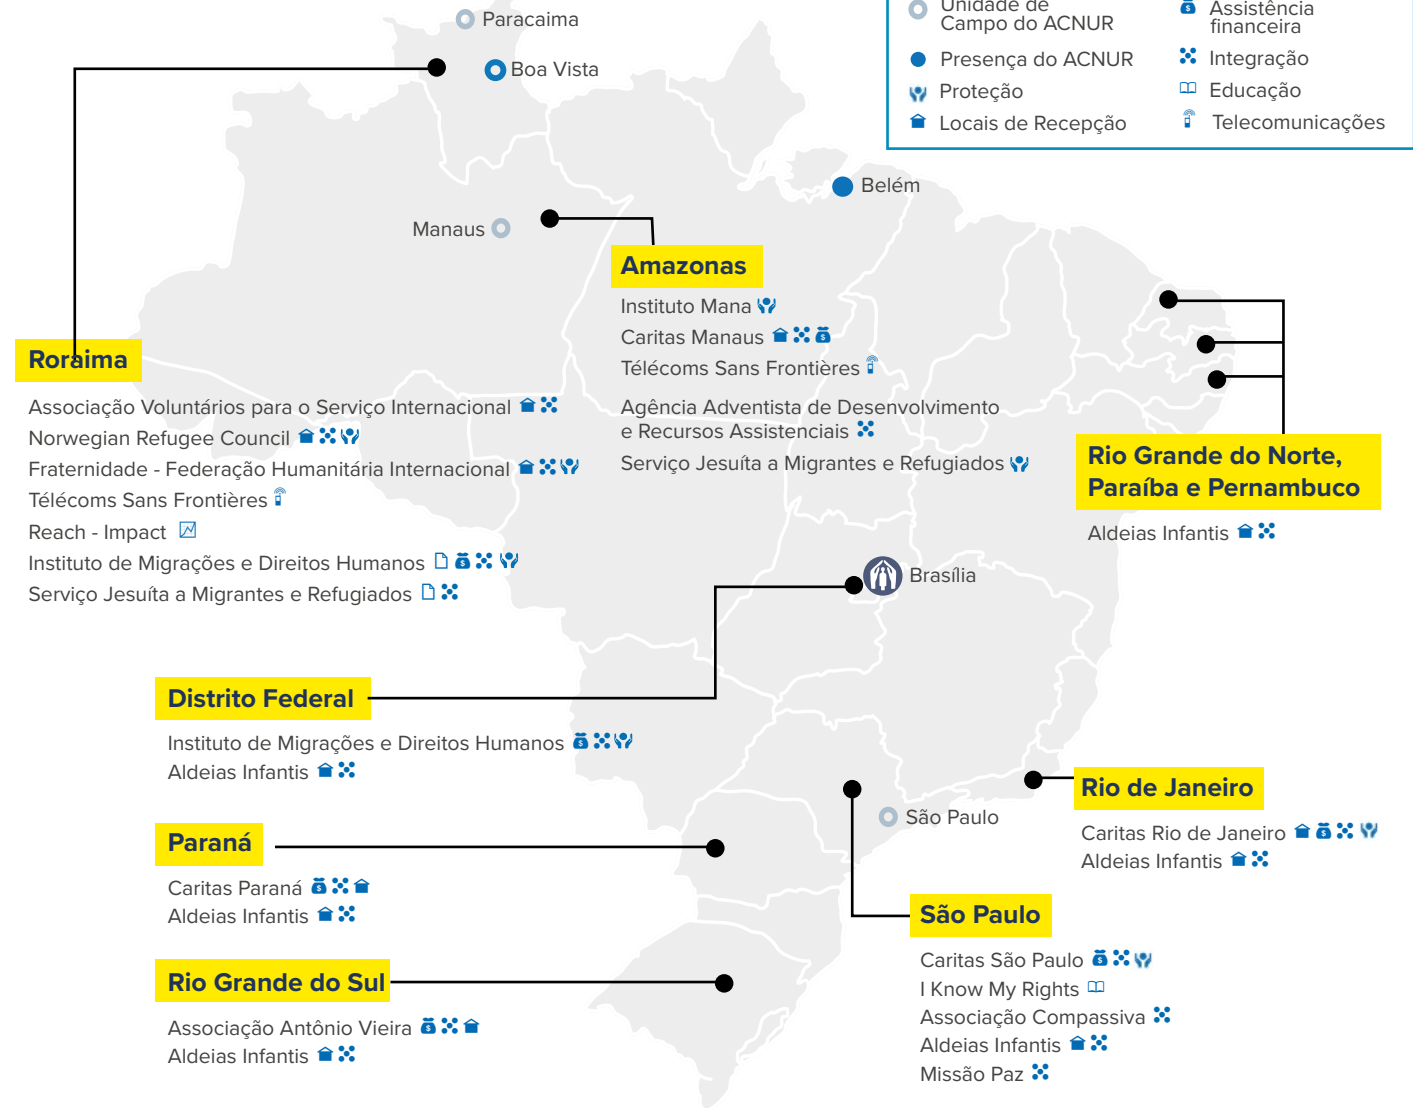 Unidade de
Campo do ACNUR
Presença do ACNUR
Proteção
Locais de Recepção
Assistência
financeira
Integração
Educação
Telecomunicações
Paracaima
Boa Vista
Belém
Manaus
Amazonas
Instituto Mana
Caritas Manaus
Télécoms Sans Frontières
Agência Adventista de Desenvolvimento
e Recursos Assistenciais
Serviço Jesuíta a Migrantes e Refugiados
Roraima
Associação Voluntários para o Serviço Internacional
Norwegian Refugee Council
Fraternidade - Federação Humanitária Internacional
Télécoms Sans Frontières
Reach - Impact
Instituto de Migrações e Direitos Humanos
Serviço Jesuíta a Migrantes e Refugiados
Rio Grande do Norte,
Paraíba e Pernambuco
Aldeias Infantis
Brasília
Distrito Federal
Instituto de Migrações e Direitos Humanos
Aldeias Infantis
Rio de Janeiro
Caritas Rio de Janeiro
Aldeias Infantis
São Paulo
Paraná
Caritas Paraná
Aldeias Infantis
São Paulo
Caritas São Paulo
I Know My Rights
Associação Compassiva
Aldeias Infantis
Missão Paz
Rio Grande do Sul
Associação Antônio Vieira
Aldeias Infantis